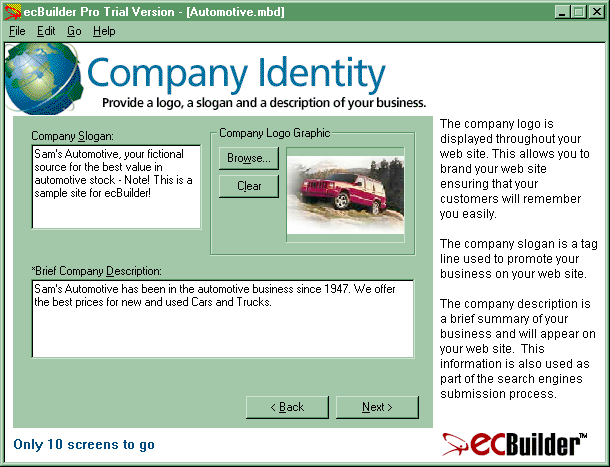 ecBuilder Pro Trial Version - [Automotive.mbd]
File Edit Go Help
Company Identity
Provide a logo, a slogan and a description of your business.
Company Slogan:
Sam's Automotive, your fictional
source for the best value in
automotive stock - Note! This is a
sample site for ecBuilder!
Company Logo Graphic
Browse...
Clear
*Brief Company Description:
Sam's Automotive has been in the automotive business since 1947. We offer
the best prices for new and used Cars and Trucks.
< Back
Next >
The company logo is
displayed throughout your
web site. This allows you to
brand your web site
ensuring that your
customers will remember
you easily.
The company slogan is a tag
line used to promote your
business on your web site.
The company description is
a brief summary of your
business and will appear on
your web site. This
information is also used as
part of the search engines
submission process.
Only 10 screens to go
ecBuilder™